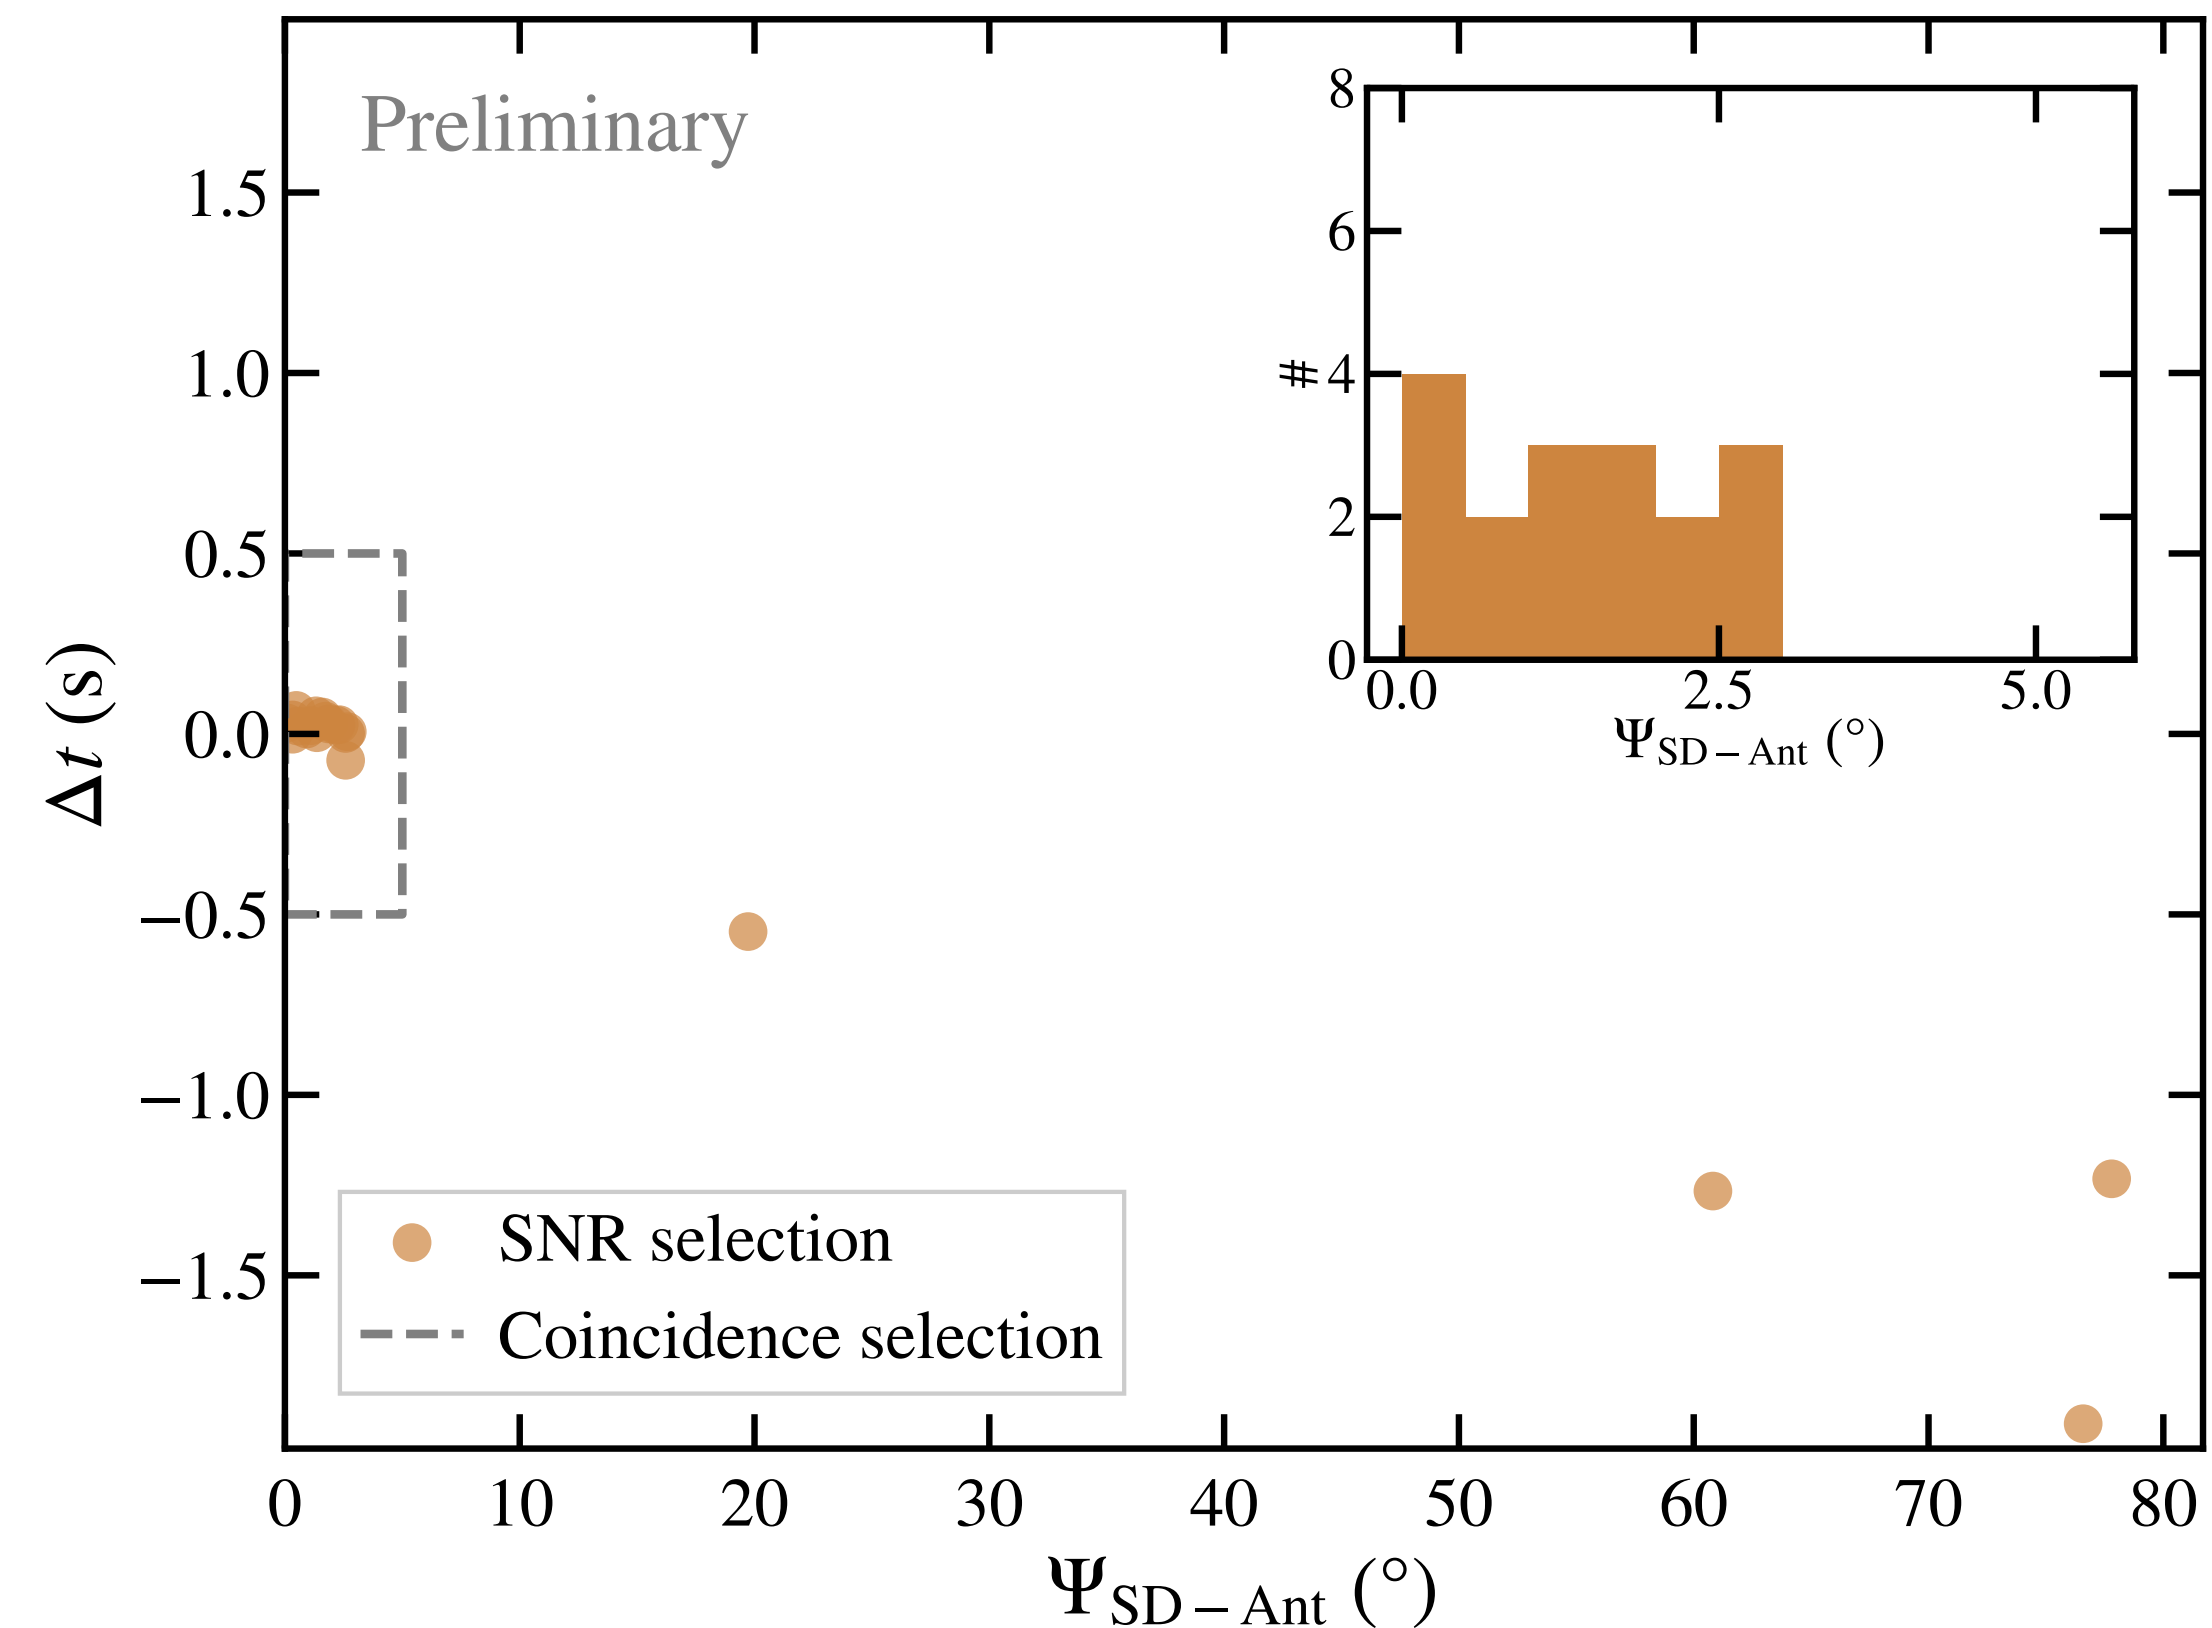 Preliminary
1.5
1.0
0.5
0.0
−0.5
−1.0
−1.5
Δt (s)
8
6
4
2
0
#
0.0 2.5 5.0
Ψ_SD − Ant (°)
SNR selection
Coincidence selection
0 10 20 30 40 50 60 70 80
Ψ_SD − Ant (°)